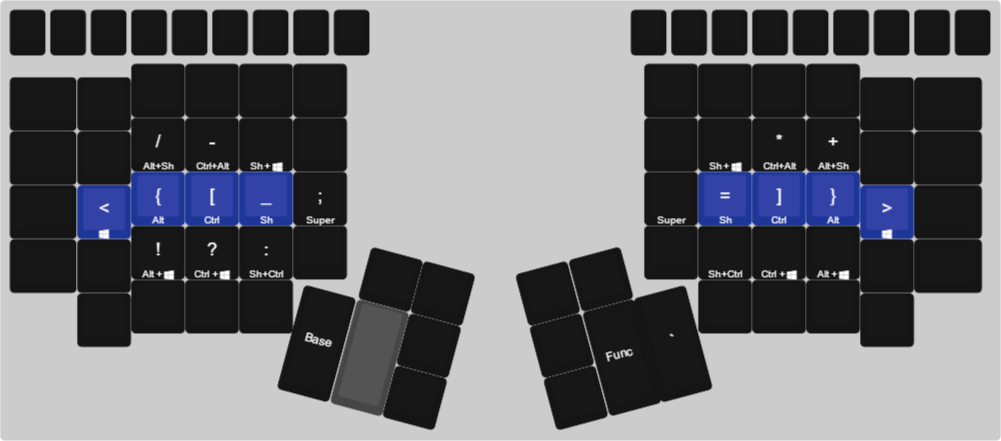 / - * +
Alt+Sh Ctrl+Alt Sh+ Sh+ Ctrl+Alt Alt+Sh
< { [ _ ; = ] } >
Alt Ctrl Sh Super Super Sh Ctrl Alt
! ? :
Alt + Ctrl + Sh+Ctrl Sh+Ctrl Ctrl + Alt +
Base Func `